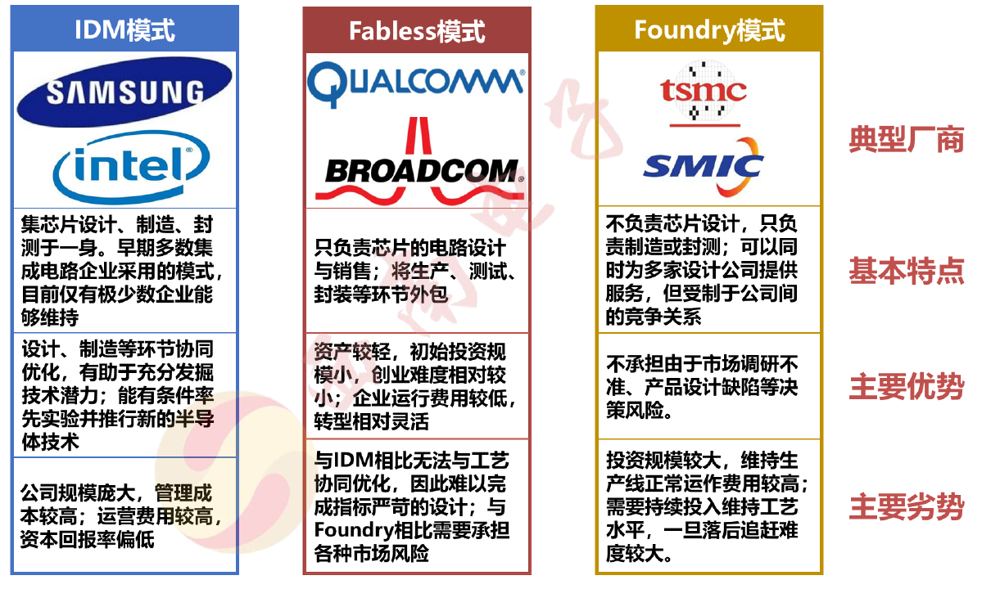 IDM模式
SAMSUNG
intel®
集芯片设计、制造、封
测于一身。早期多数集
成电路企业采用的模式，
目前仅有极少数企业能
够维持
设计、制造等环节协同
优化，有助于充分发掘
技术潜力；能有条件率
先实验并推行新的半导
体技术
公司规模庞大，管理成
本较高；运营费用较高，
资本回报率偏低
Fabless模式
QUALCOMM®
BROADCOM®
只负责芯片的电路设计
与销售；将生产、测试、
封装等环节外包
资产较轻，初始投资规
模小，创业难度相对较
小；企业运行费用较低，
转型相对灵活
与IDM相比无法与工艺
协同优化，因此难以完
成指标严苛的设计；与
Foundry相比需要承担
各种市场风险
Foundry模式
tsmc
SMIC
不负责芯片设计，只负
责制造或封测；可以同
时为多家设计公司提供
服务，但受制于公司间
的竞争关系
不承担由于市场调研不
准、产品设计缺陷等决
策风险。
投资规模较大，维持生
产线正常运作费用较高；
需要持续投入维持工艺
水平，一旦落后追赶难
度较大。
典型厂商
基本特点
主要优势
主要劣势